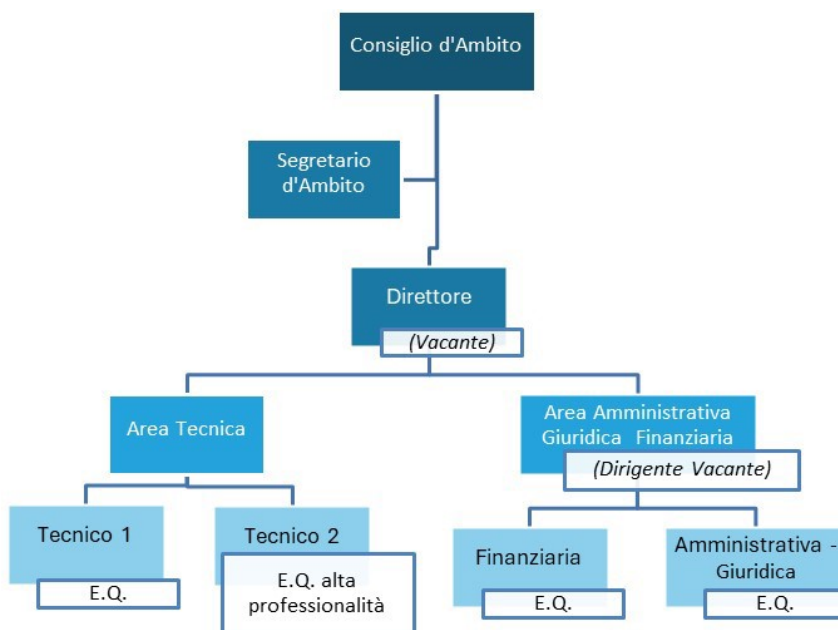 Consiglio d'Ambito
Segretario
d'Ambito
Direttore
(Vacante)
Area Tecnica
Area Amministrativa
Giuridica Finanziaria
(Dirigente Vacante)
Tecnico 1
E.Q.
Tecnico 2
E.Q. alta
professionalità
Finanziaria
E.Q.
Amministrativa -
Giuridica
E.Q.